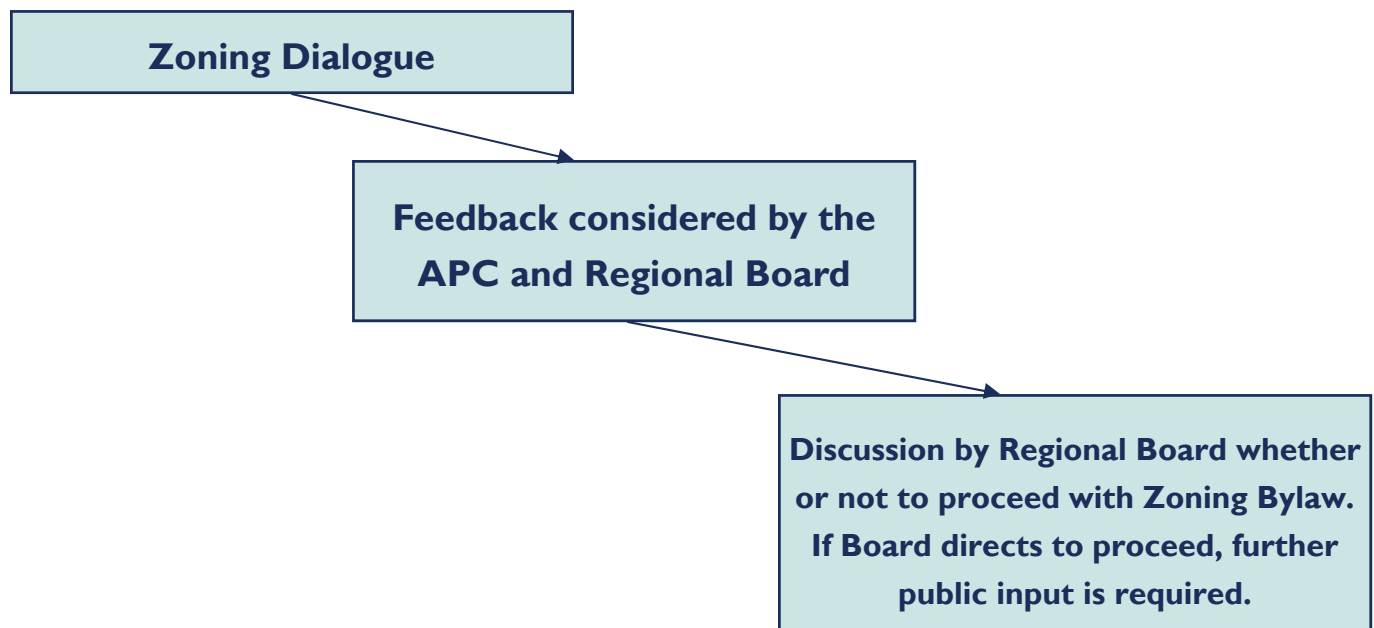 Zoning Dialogue
Feedback considered by the
APC and Regional Board
Discussion by Regional Board whether
or not to proceed with Zoning Bylaw.
If Board directs to proceed, further
public input is required.